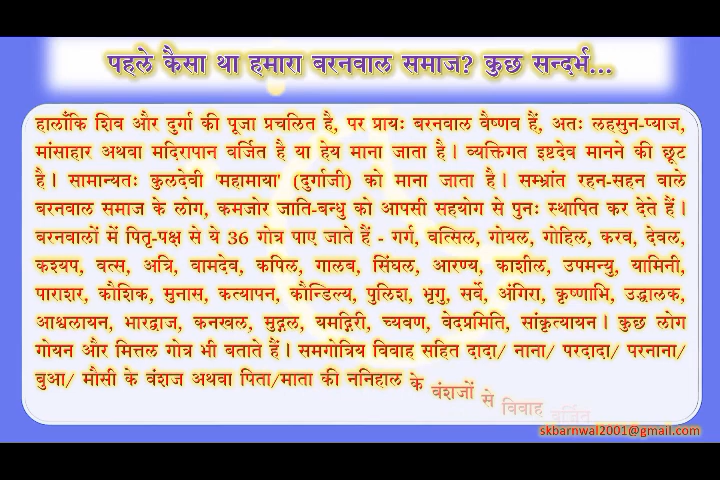 पहले कैसा था हमारा बरनवाल समाज? कुछ सन्दर्भ...
हालाँकि शिव और दुर्गा की पूजा प्रचलित है, पर प्रायः बरनवाल वैष्णव हैं, अतः लहसुन-प्याज,
मांसाहार अथवा मदिरापान वर्जित है या हेय माना जाता है। व्यक्तिगत इष्टदेव मानने की छूट
है। सामान्यतः कुलदेवी 'महामाया' (दुर्गाजी) को माना जाता है। सम्भ्रांत रहन-सहन वाले
बरनवाल समाज के लोग, कमजोर जाति-बन्धु को आपसी सहयोग से पुनः स्थापित कर देते हैं।
बरनवालों में पितृ-पक्ष से ये 36 गोत्र पाए जाते हैं - गर्ग, वत्सिल, गोयल, गोहिल, करव, देवल,
कश्यप, वत्स, अत्रि, वामदेव, कपिल, गालब, सिंघल, आरण्य, काशील, उपमन्यु, यामिनी,
पाराशर, कौशिक, मुनास, कत्यापन, कौन्डिल्य, पुलिश, भृगु, सर्वे, अंगिरा, कृष्णाभि, उद्धालक,
आश्वलायन, भारद्वाज, कनखल, मुद्गल, यमद्गिरी, च्यवण, वेदप्रमिति, सांकृत्यायन। कुछ लोग
गोयन और मित्तल गोत्र भी बताते हैं। समगोत्रिय विवाह सहित दादा/ नाना/ परदादा/ परनाना/
बुआ/ मौसी के वंशज अथवा पिता/माता की ननिहाल के वंशजों से विवाह वर्जित
skbarnwal2001@gmail.com